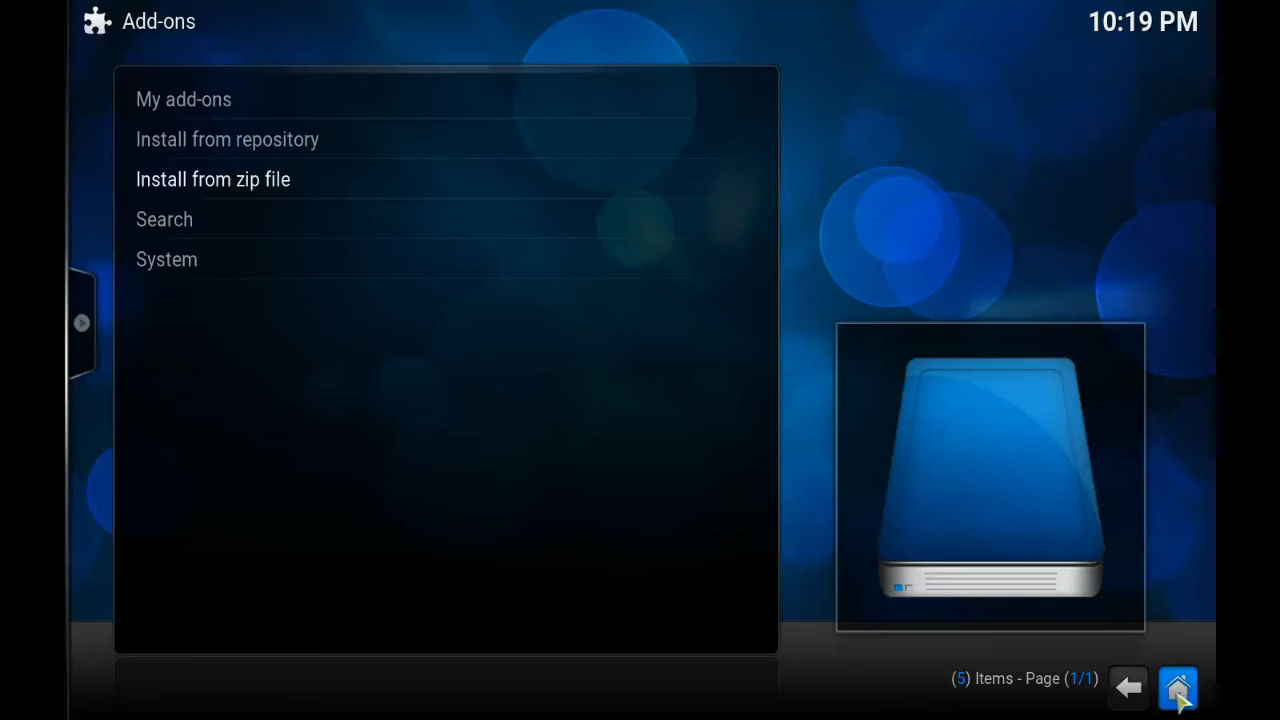 Add-ons
10:19 PM
My add-ons
Install from repository
Install from zip file
Search
System
(5) Items - Page (1/1)